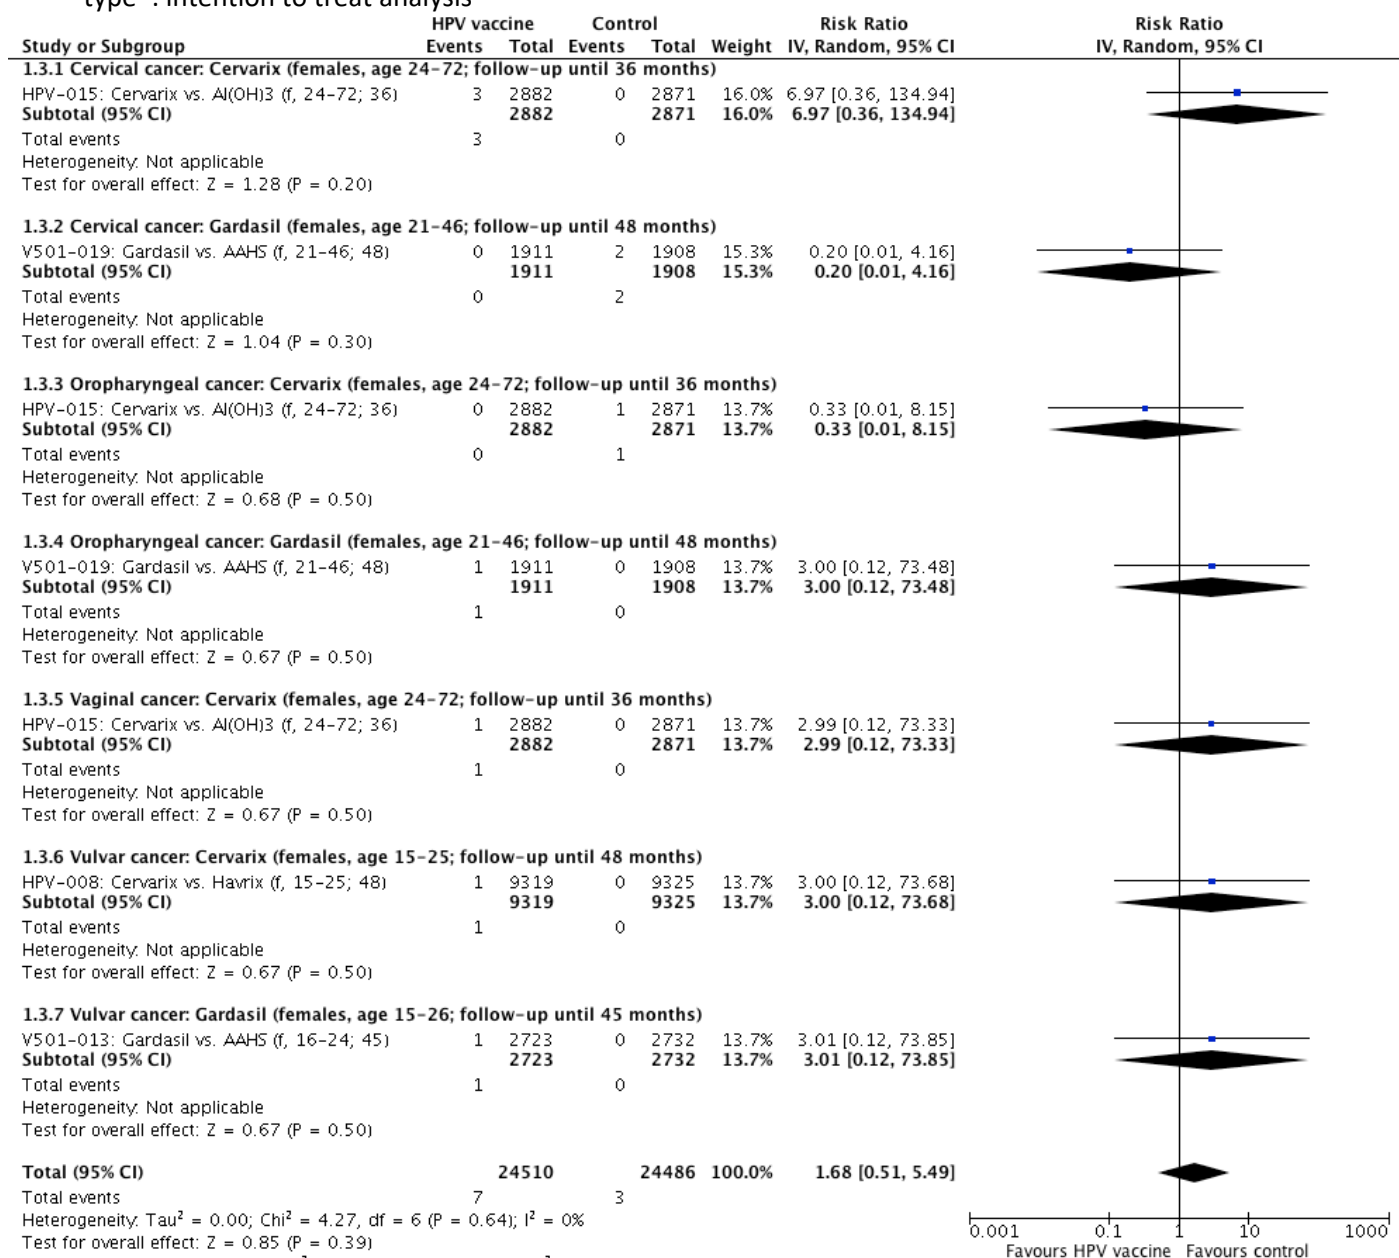 type": intention to treat analysis
HPV vaccine Control Risk Ratio Risk Ratio
Study or Subgroup Events Total Events Total Weight IV, Random, 95% CI IV, Random, 95% CI
1.3.1 Cervical cancer: Cervarix (females, age 24-72; follow-up until 36 months)
HPV-015: Cervarix vs. Al(OH)3 (f, 24-72; 36) 3 2882 0 2871 16.0% 6.97 [0.36, 134.94]
Subtotal (95% CI) 2882 2871 16.0% 6.97 [0.36, 134.94]
Total events 3 0
Heterogeneity: Not applicable
Test for overall effect: Z = 1.28 (P = 0.20)
1.3.2 Cervical cancer: Gardasil (females, age 21-46; follow-up until 48 months)
V501-019: Gardasil vs. AAHS (f, 21-46; 48) 0 1911 2 1908 15.3% 0.20 [0.01, 4.16]
Subtotal (95% CI) 1911 1908 15.3% 0.20 [0.01, 4.16]
Total events 0 2
Heterogeneity: Not applicable
Test for overall effect: Z = 1.04 (P = 0.30)
1.3.3 Oropharyngeal cancer: Cervarix (females, age 24-72; follow-up until 36 months)
HPV-015: Cervarix vs. Al(OH)3 (f, 24-72; 36) 0 2882 1 2871 13.7% 0.33 [0.01, 8.15]
Subtotal (95% CI) 2882 2871 13.7% 0.33 [0.01, 8.15]
Total events 0 1
Heterogeneity: Not applicable
Test for overall effect: Z = 0.68 (P = 0.50)
1.3.4 Oropharyngeal cancer: Gardasil (females, age 21-46; follow-up until 48 months)
V501-019: Gardasil vs. AAHS (f, 21-46; 48) 1 1911 0 1908 13.7% 3.00 [0.12, 73.48]
Subtotal (95% CI) 1911 1908 13.7% 3.00 [0.12, 73.48]
Total events 1 0
Heterogeneity: Not applicable
Test for overall effect: Z = 0.67 (P = 0.50)
1.3.5 Vaginal cancer: Cervarix (females, age 24-72; follow-up until 36 months)
HPV-015: Cervarix vs. Al(OH)3 (f, 24-72; 36) 1 2882 0 2871 13.7% 2.99 [0.12, 73.33]
Subtotal (95% CI) 2882 2871 13.7% 2.99 [0.12, 73.33]
Total events 1 0
Heterogeneity: Not applicable
Test for overall effect: Z = 0.67 (P = 0.50)
1.3.6 Vulvar cancer: Cervarix (females, age 15-25; follow-up until 48 months)
HPV-008: Cervarix vs. Havrix (f, 15-25; 48) 1 9319 0 9325 13.7% 3.00 [0.12, 73.68]
Subtotal (95% CI) 9319 9325 13.7% 3.00 [0.12, 73.68]
Total events 1 0
Heterogeneity: Not applicable
Test for overall effect: Z = 0.67 (P = 0.50)
1.3.7 Vulvar cancer: Gardasil (females, age 15-26; follow-up until 45 months)
V501-013: Gardasil vs. AAHS (f, 16-24; 45) 1 2723 0 2732 13.7% 3.01 [0.12, 73.85]
Subtotal (95% CI) 2723 2732 13.7% 3.01 [0.12, 73.85]
Total events 1 0
Heterogeneity: Not applicable
Test for overall effect: Z = 0.67 (P = 0.50)
Total (95% CI) 24510 24486 100.0% 1.68 [0.51, 5.49]
Total events 7 3
Heterogeneity: Tau² = 0.00; Chi² = 4.27, df = 6 (P = 0.64); I² = 0%
Test for overall effect: Z = 0.85 (P = 0.39)
0.001 0.1 1 10 1000
Favours HPV vaccine Favours control